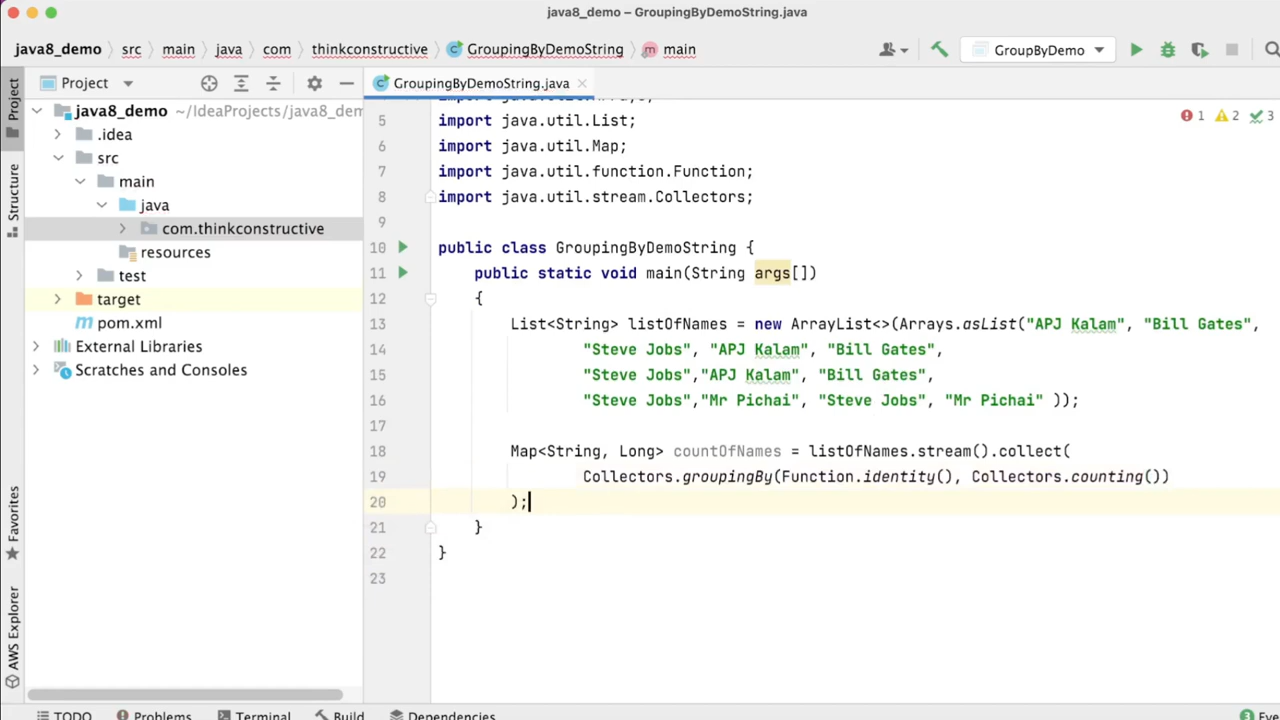 java8_demo – GroupingByDemoString.java
java8_demo src main java com thinkconstructive GroupingByDemoString main
GroupByDemo
Project
GroupingByDemoString.java
java8_demo ~/IdeaProjects/java8_dem
.idea
src
main
java
com.thinkconstructive
resources
test
target
pom.xml
External Libraries
Scratches and Consoles
Project
Structure
Favorites
AWS Explorer
1 2 3
5 import java.util.List;
6 import java.util.Map;
7 import java.util.function.Function;
8 import java.util.stream.Collectors;
9
10 public class GroupingByDemoString {
11 public static void main(String args[])
12 {
13 List<String> listOfNames = new ArrayList<>(Arrays.asList("APJ Kalam", "Bill Gates",
14 "Steve Jobs", "APJ Kalam", "Bill Gates",
15 "Steve Jobs","APJ Kalam", "Bill Gates",
16 "Steve Jobs","Mr Pichai", "Steve Jobs", "Mr Pichai" ));
17
18 Map<String, Long> countOfNames = listOfNames.stream().collect(
19 Collectors.groupingBy(Function.identity(), Collectors.counting())
20 );
21 }
22 }
23
TODO Problems Terminal Build Dependencies 3 Eve